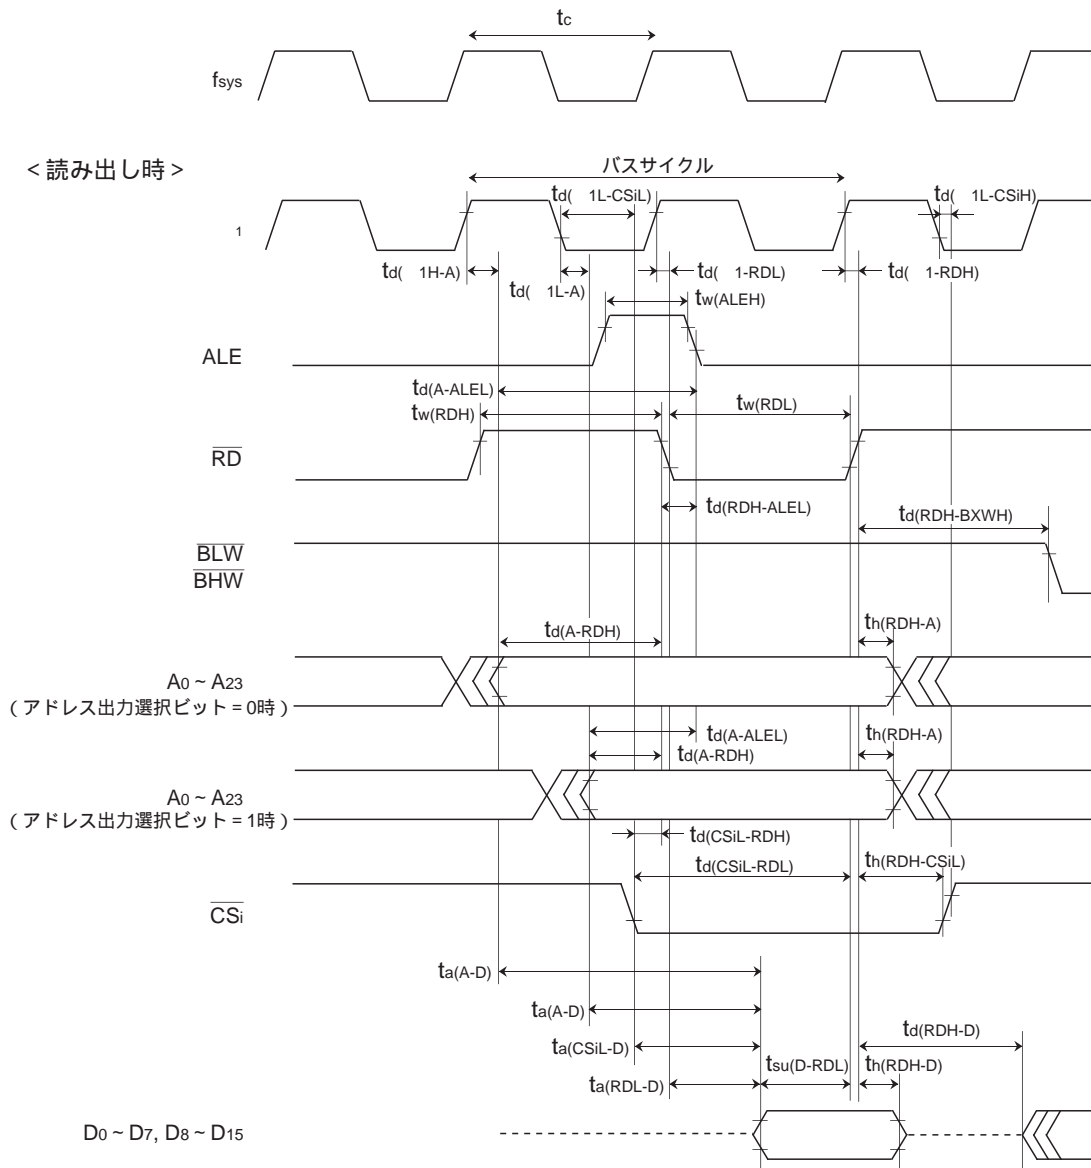 tc
fsys
< 読み出し時 >
バスサイクル
td( 1L-CSiL)
td( 1L-CSiH)
1
td( 1H-A)
td( 1-RDL)
td( 1-RDH)
td( 1L-A)
tw(ALEH)
ALE
td(A-ALEL)
tw(RDH)
tw(RDL)
RD
td(RDH-ALEL)
td(RDH-BXWH)
BLW
BHW
td(A-RDH)
th(RDH-A)
A0 ~ A23
( アドレス出力選択ビット = 0時 )
td(A-ALEL)
td(A-RDH)
th(RDH-A)
A0 ~ A23
( アドレス出力選択ビット = 1時 )
td(CSiL-RDH)
td(CSiL-RDL)
th(RDH-CSiL)
CSi
ta(A-D)
ta(A-D)
td(RDH-D)
ta(CSiL-D)
tsu(D-RDL)
th(RDH-D)
ta(RDL-D)
D0 ~ D7, D8 ~ D15